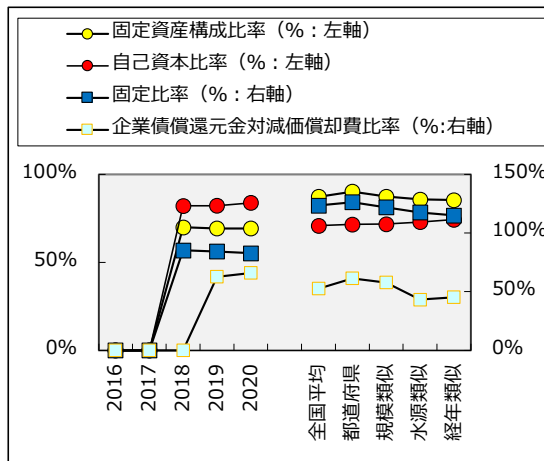 固定資産構成比率（%：左軸）
自己資本比率（%：左軸）
固定比率（%：右軸）
企業債償還元金対減価償却費比率（%:右軸）
100%
50%
0%
150%
100%
50%
0%
2016
2017
2018
2019
2020
全国平均
都道府県
規模類似
水源類似
経年類似